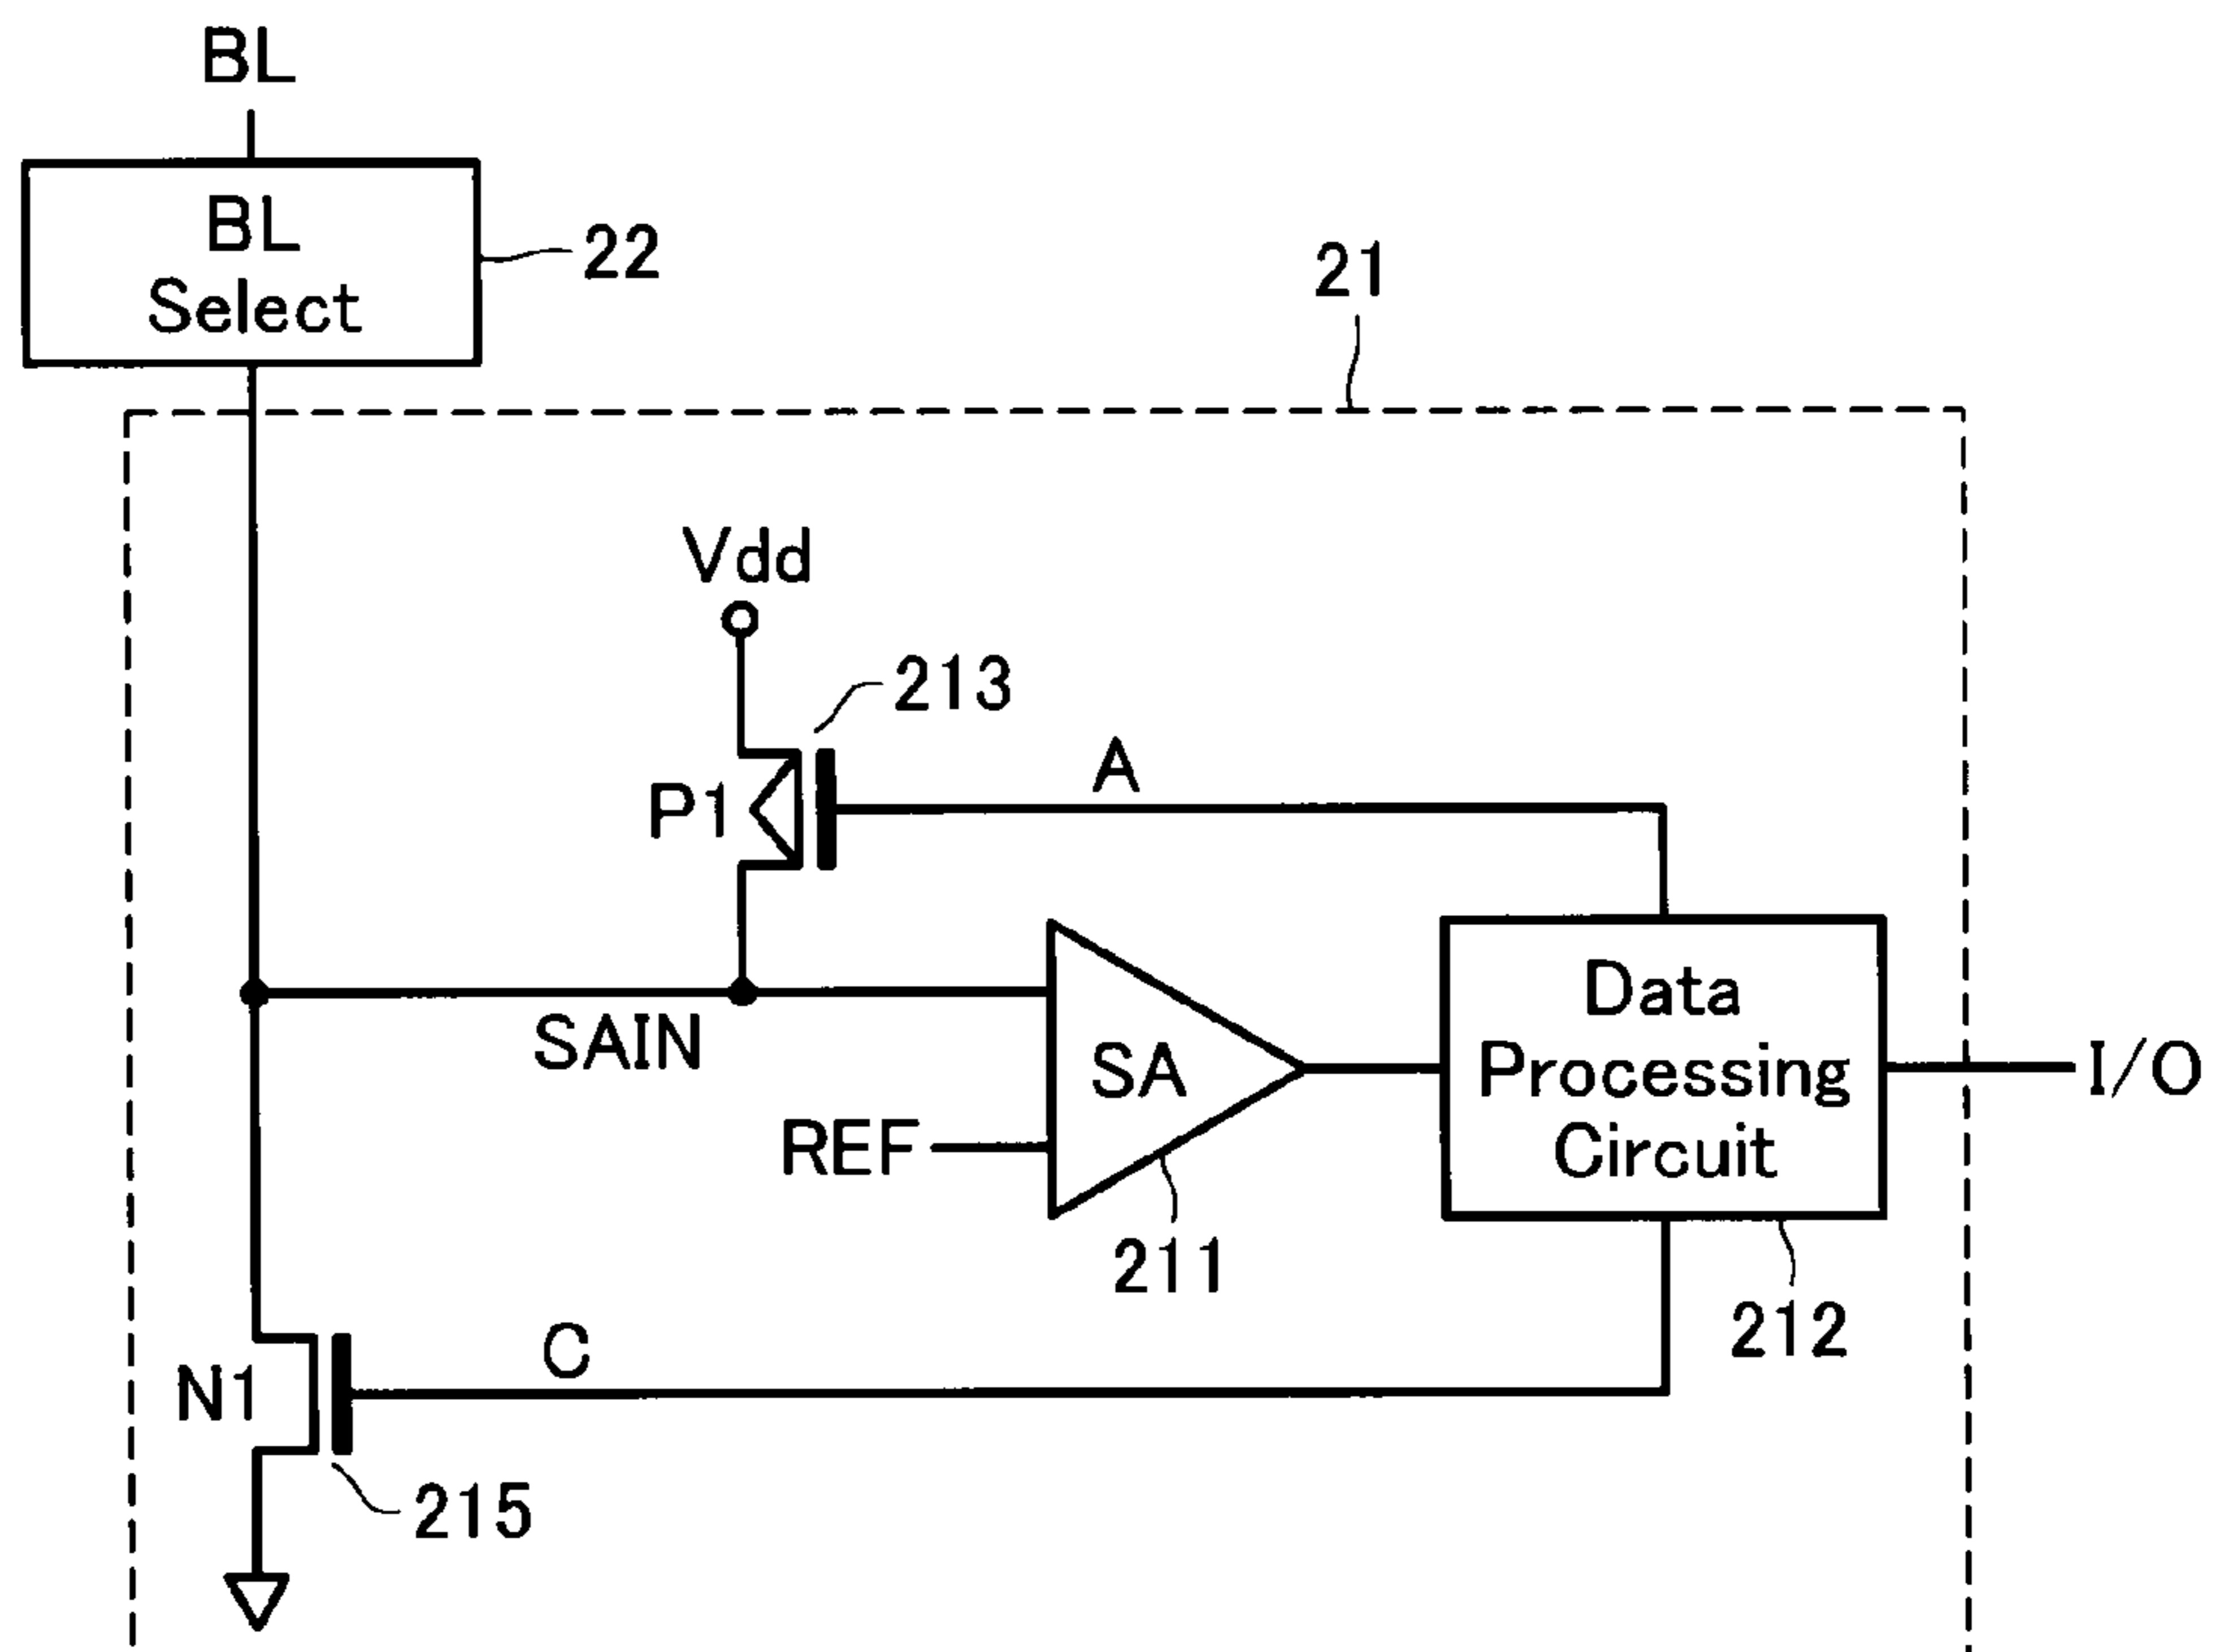 BL
BL
Select
22
21
Vdd
213
P1
A
SAIN
SA
REF
Data
Processing
Circuit
I/O
211
212
N1
C
215